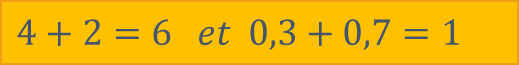 4 + 2 = 6 et 0,3 + 0,7 = 1